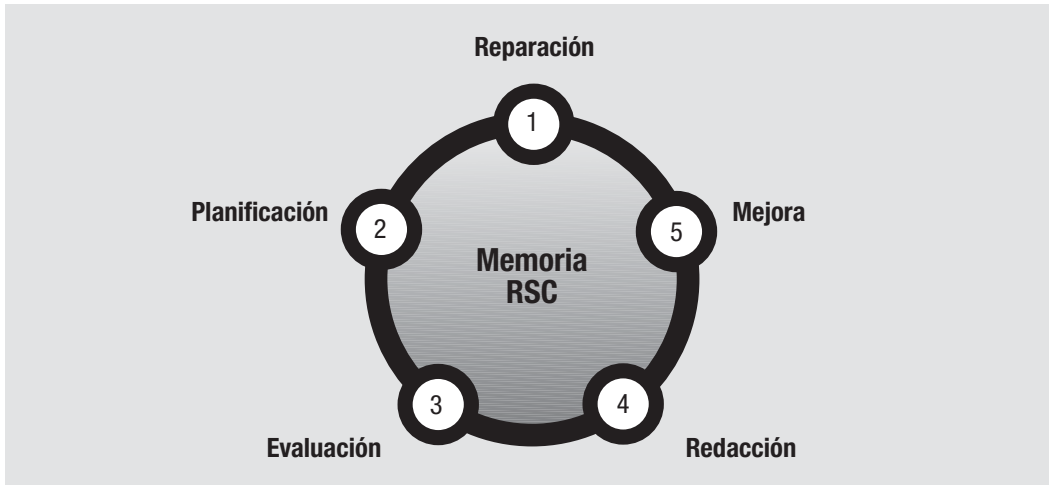 Reparación
1
Planificación
2
5
Mejora
Memoria
RSC
3
4
Evaluación
Redacción